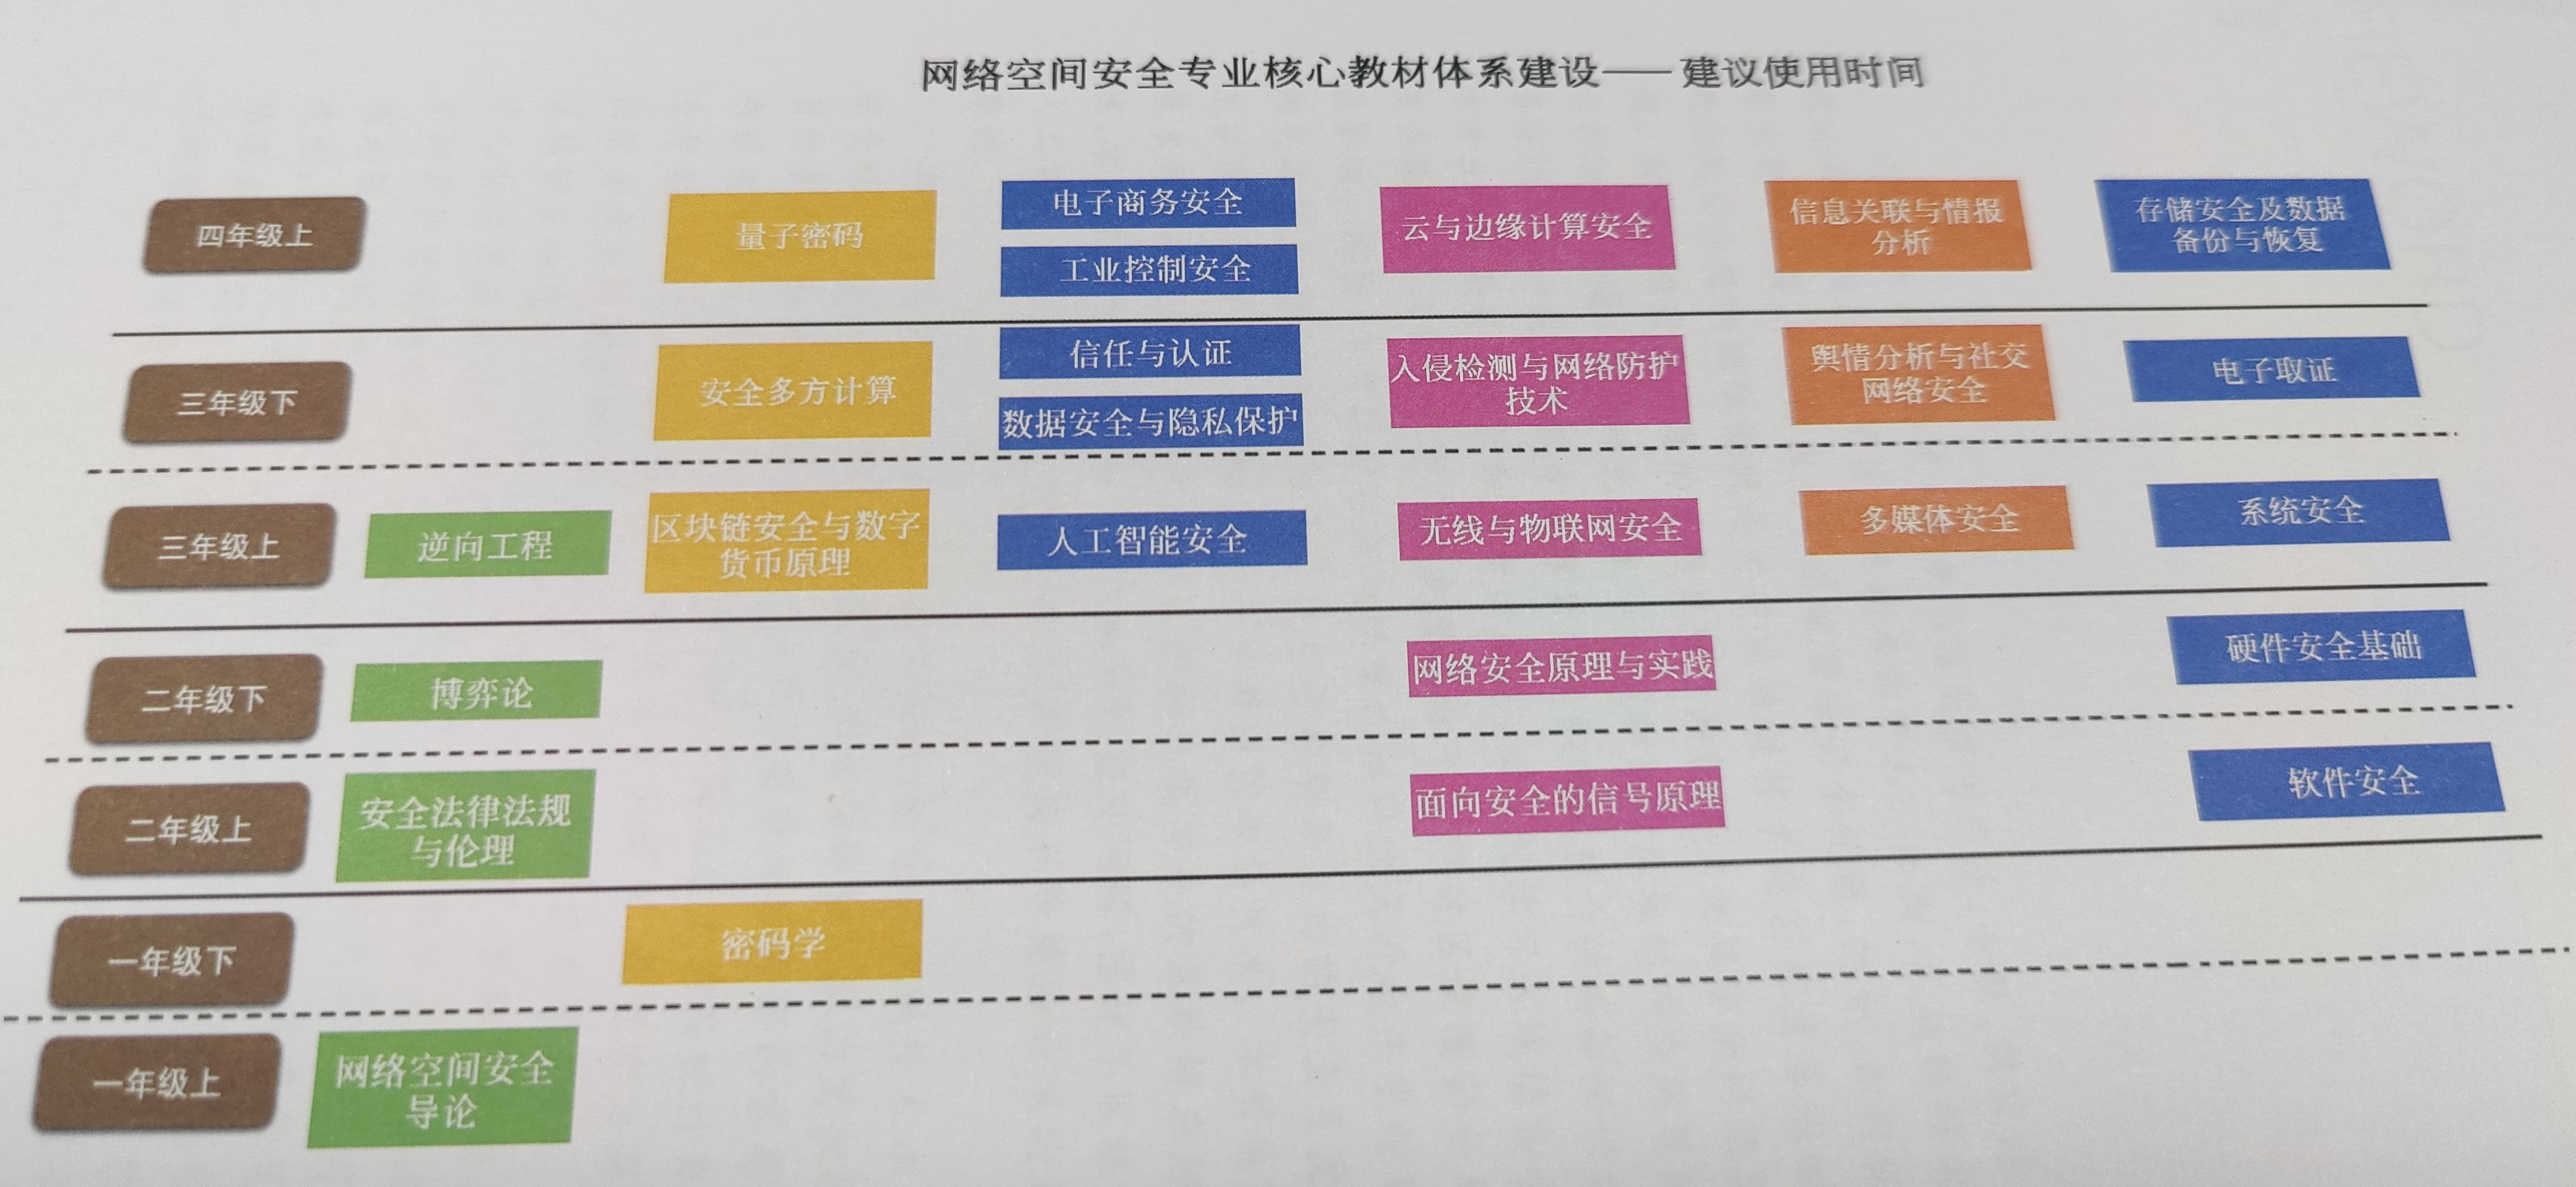 网络空间安全专业核心教材体系建设——建议使用时间
四年级上
量子密码
电子商务安全
工业控制安全
云与边缘计算安全
信息关联与情报
分析
存储安全及数据
备份与恢复
三年级下
安全多方计算
信任与认证
数据安全与隐私保护
入侵检测与网络防护
技术
舆情分析与社交
网络安全
电子取证
三年级上
逆向工程
区块链安全与数字
货币原理
人工智能安全
无线与物联网安全
多媒体安全
系统安全
二年级下
博弈论
网络安全原理与实践
硬件安全基础
二年级上
安全法律法规
与伦理
面向安全的信号原理
软件安全
一年级下
密码学
一年级上
网络空间安全
导论